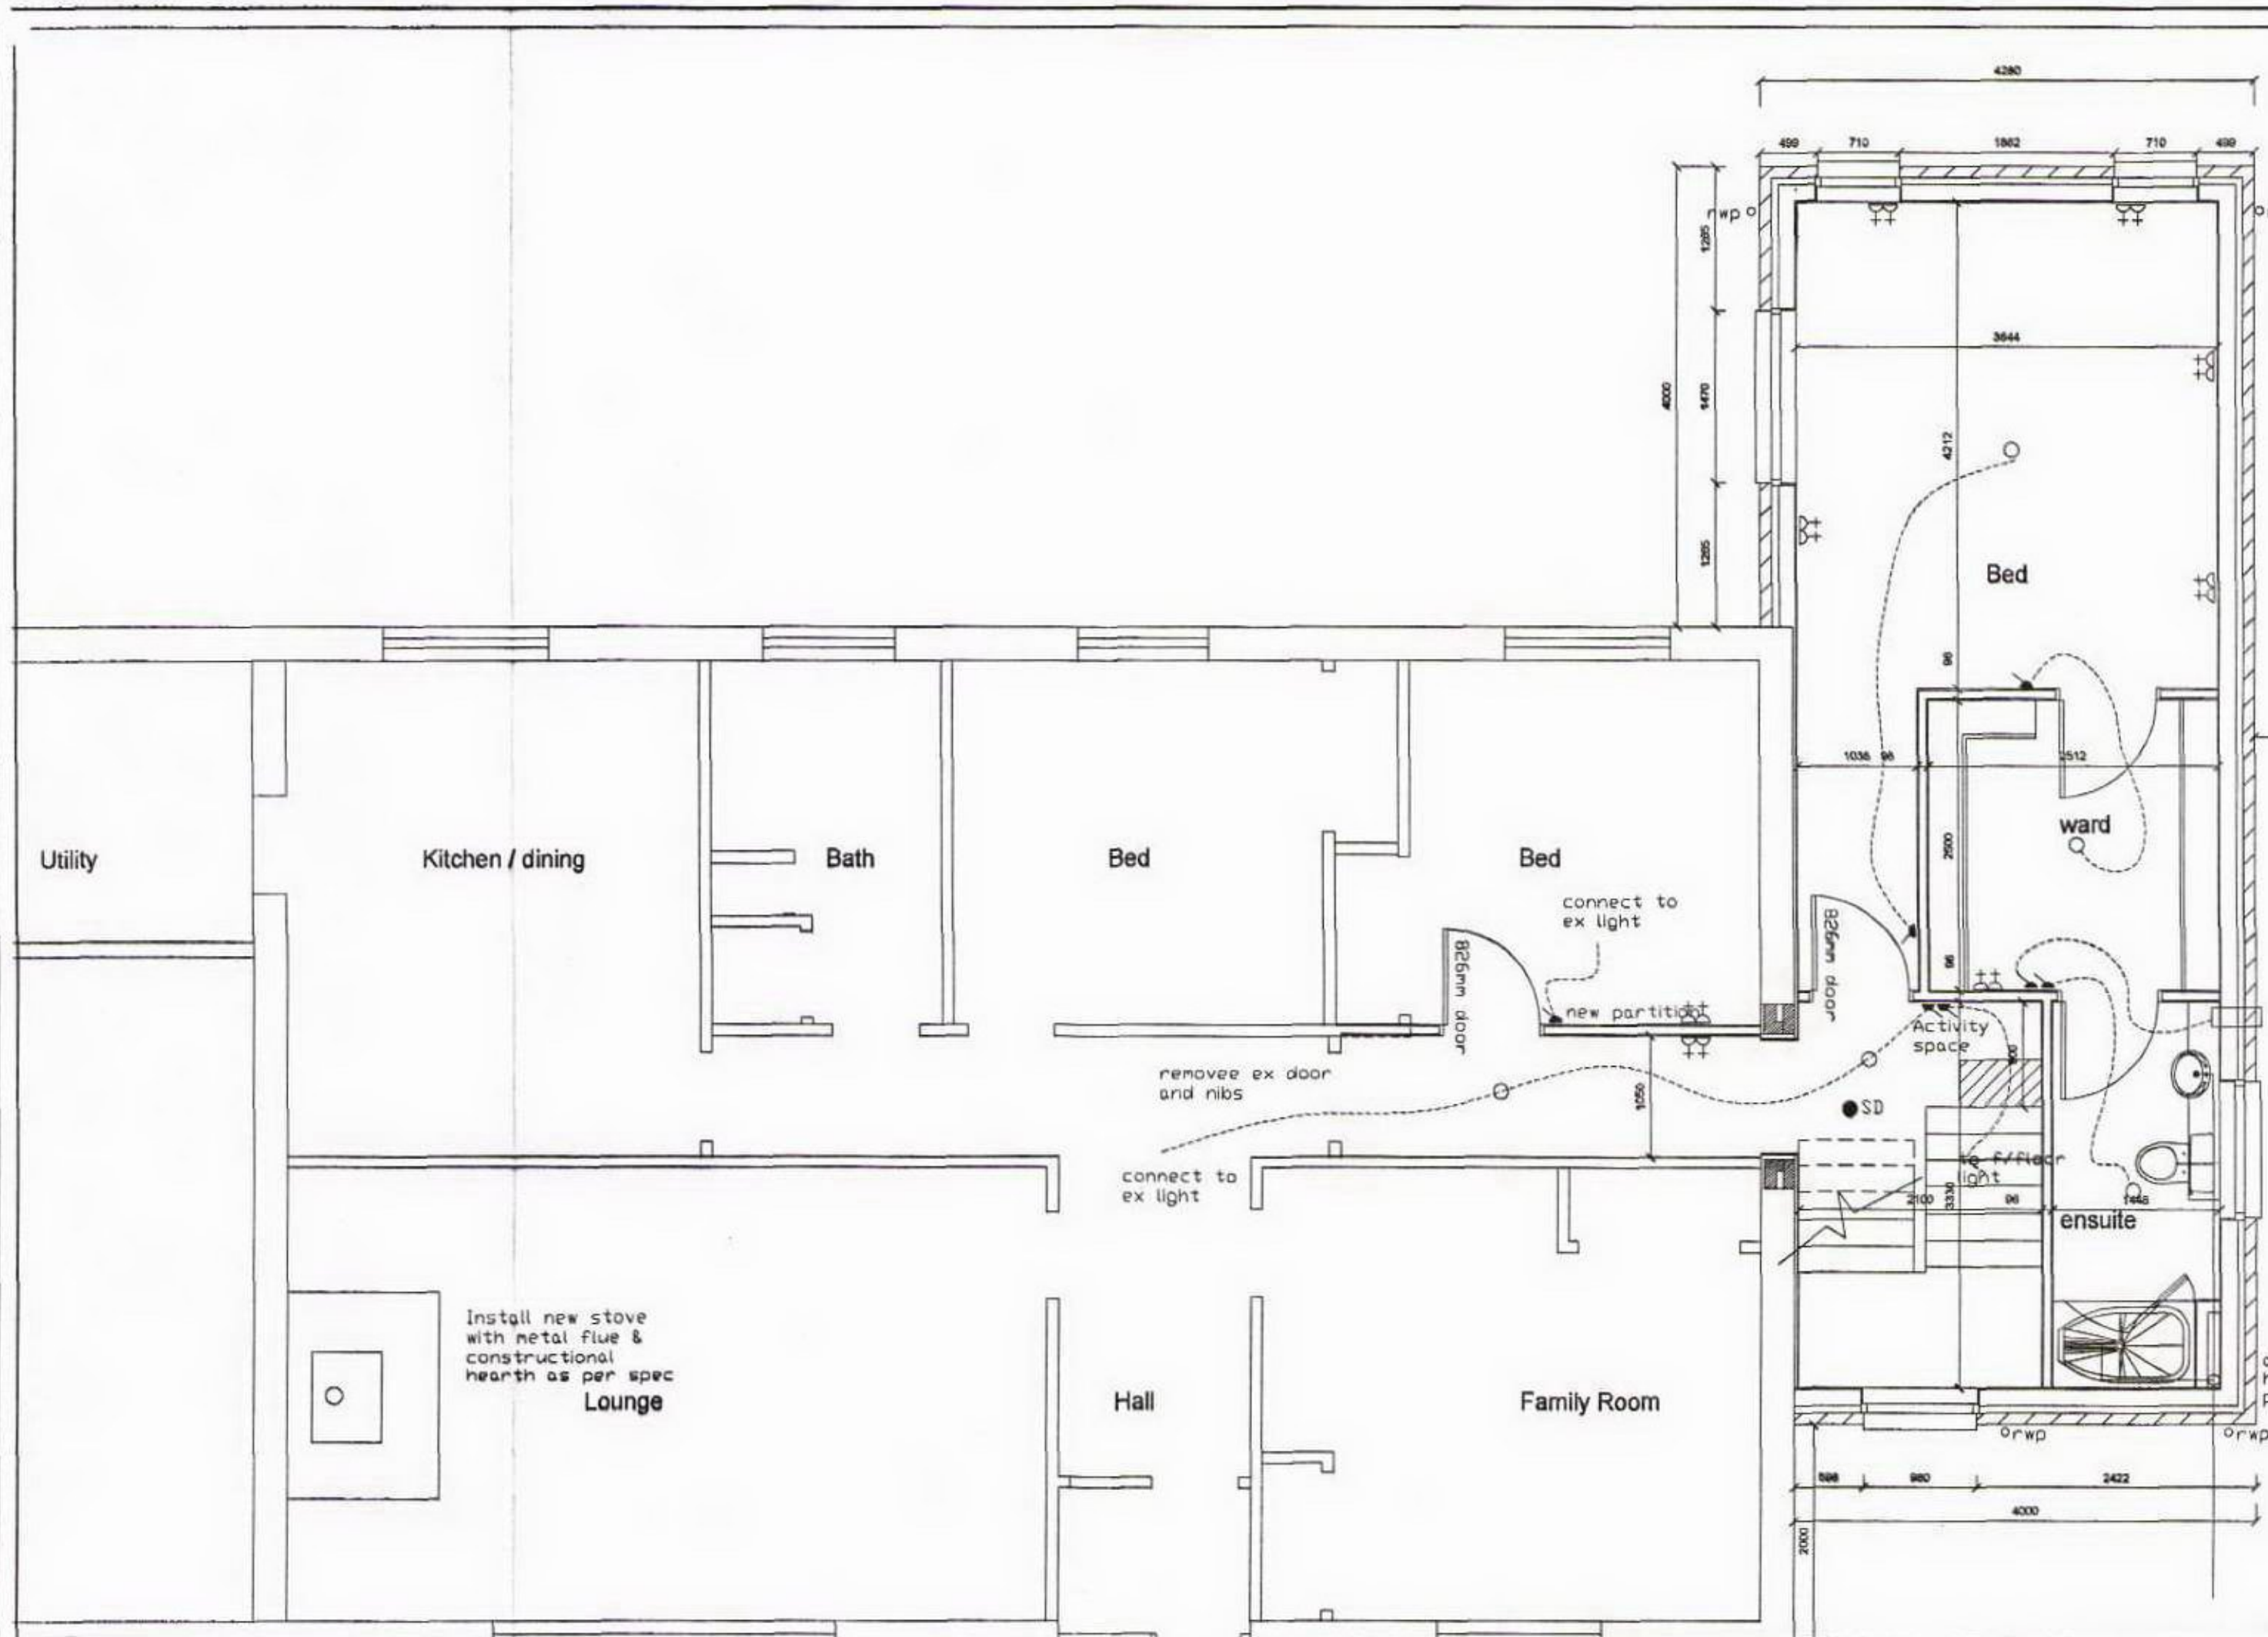 4280
499 710 1862 710 499
rwp
1285
4000
1470
1285
3644
4212
Bed
96
1036 96 2512
ward
2500
96
Utility
Kitchen / dining
Bath
Bed
Bed
connect to
ex light
826mm door
new partition
826mm door
Activity
space
removee ex door
and nibs
1050
SD
connect to
ex light
to f/floor
light
2100 96 1448
3330
ensuite
Install new stove
with metal flue &
constructional
hearth as per spec
Lounge
Hall
Family Room
rwp
rwp
598 980 2422
4000
2000